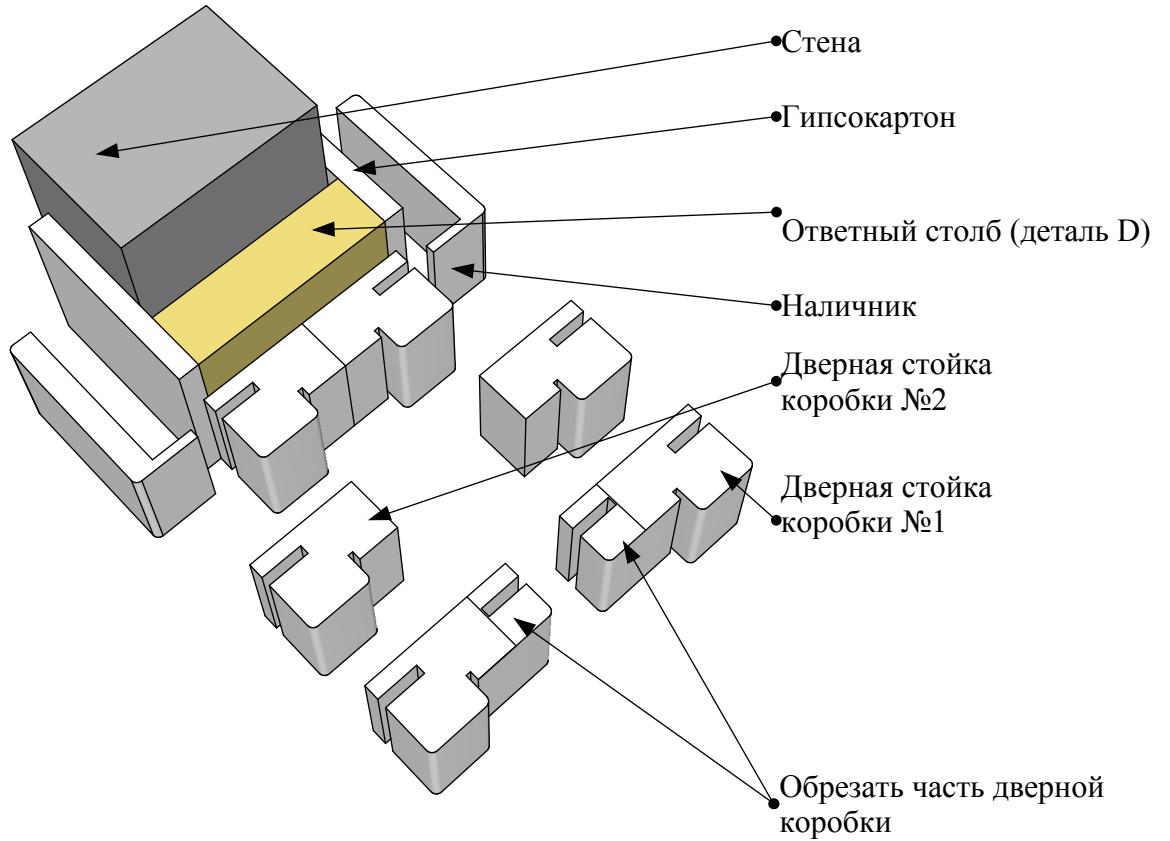 Стена
Гипсокартон
Ответный столб (деталь D)
Наличник
Дверная стойка
коробки №2
Дверная стойка
коробки №1
Обрезать часть дверной
коробки